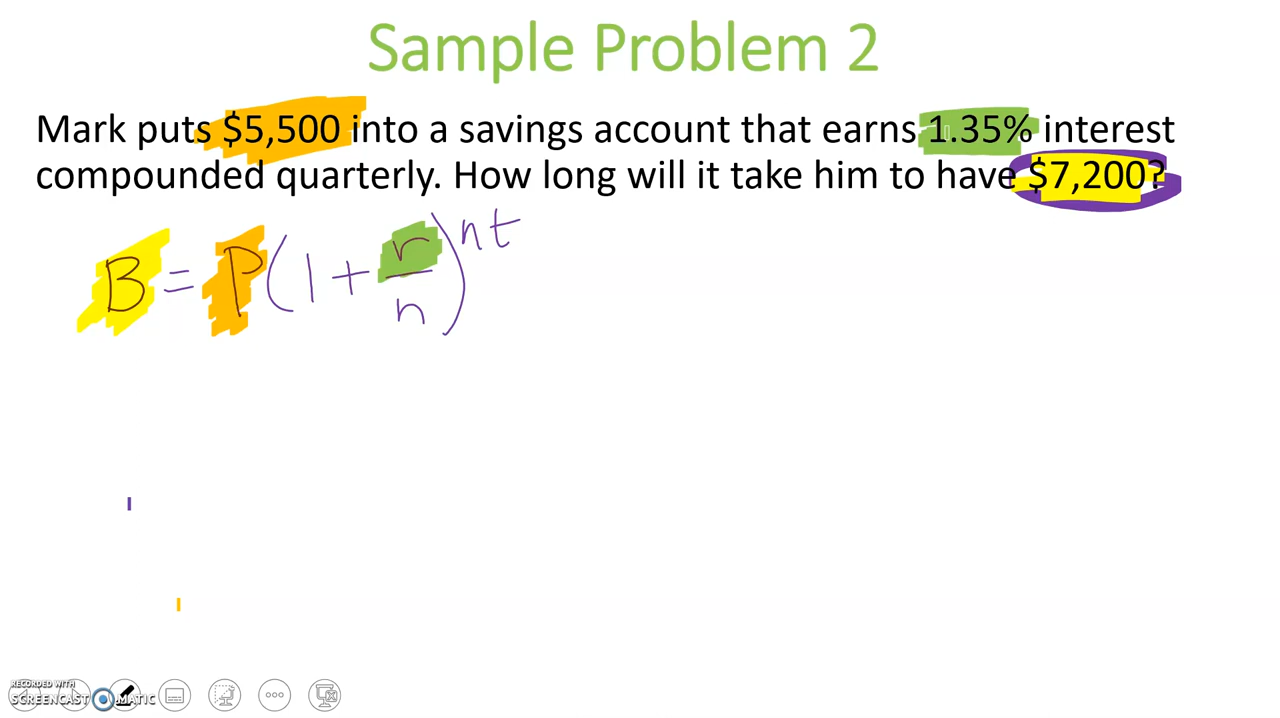 Sample Problem 2
Mark puts $5,500 into a savings account that earns 1.35% interest
compounded quarterly. How long will it take him to have $7,200?
B = P(1 + r/n)^nt
RECORDED WITH
SCREENCAST MATIC